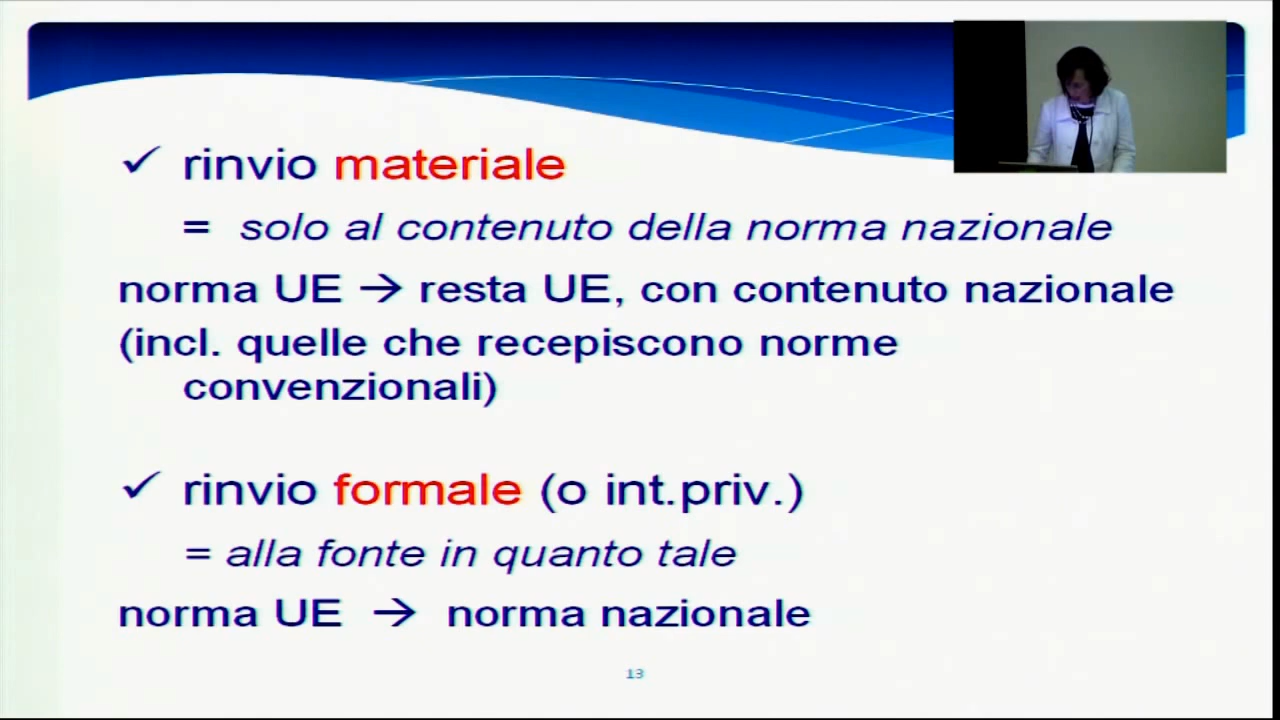 ✓ rinvio materiale
= solo al contenuto della norma nazionale
norma UE → resta UE, con contenuto nazionale
(incl. quelle che recepiscono norme
convenzionali)
✓ rinvio formale (o int.priv.)
= alla fonte in quanto tale
norma UE → norma nazionale
13